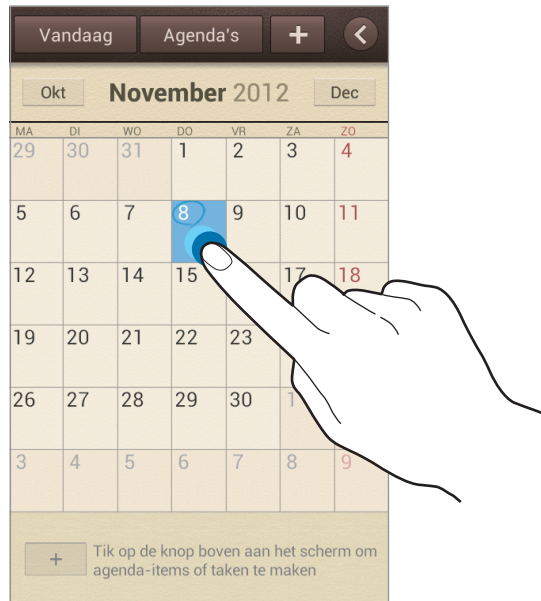 Vandaag Agenda's +
Okt November 2012 Dec
MA DI WO DO VR ZA ZO
29 30 31 1 2 3 4
5 6 7 8 9 10 11
12 13 14 15 17 18
19 20 21 22 23
26 27 28 29 30 1
3 4 5 6 7 8 9
+ Tik op de knop boven aan het scherm om
agenda-items of taken te maken